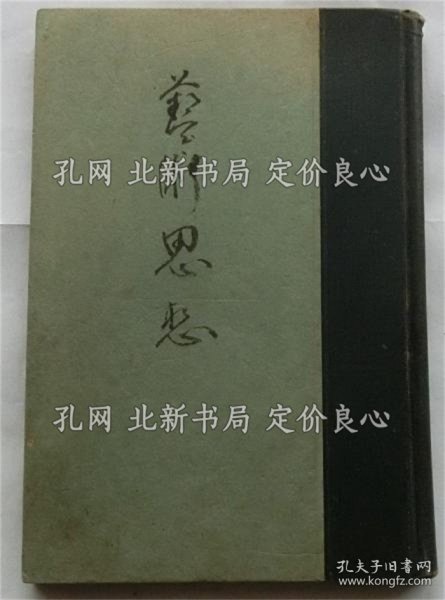 藝術思想
孔网 北新书局 定价良心
孔网 北新书局 定价良心
孔夫子旧书网
www.kongfz.com